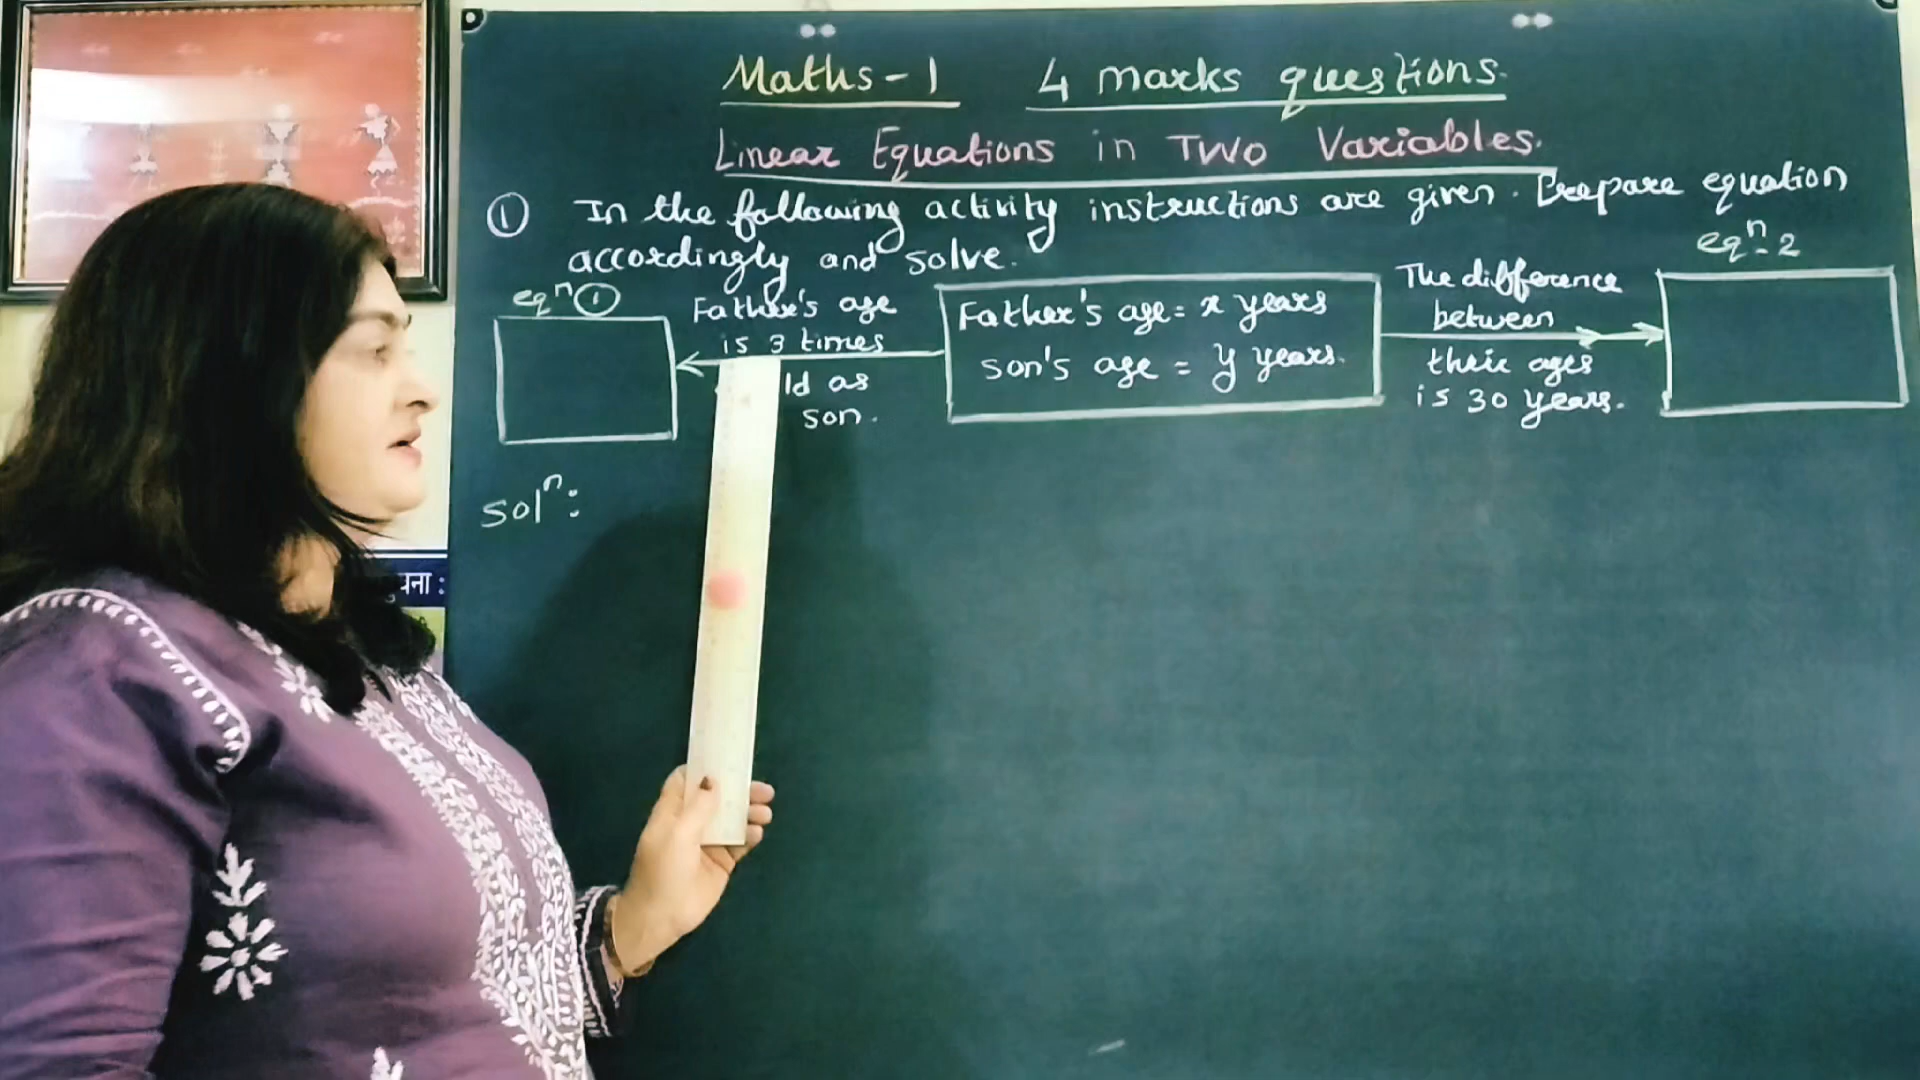 Maths - 1 4 marks questions.
Linear Equations in Two Variables.
① In the following activity instructions are given. Prepare equation
accordingly and solve.
eqⁿ ①
Father's age
is 3 times
ld as
son.
Father's age = x years
son's age = y years.
The difference
between
their ages
is 30 years.
eqⁿ - 2
solⁿ :